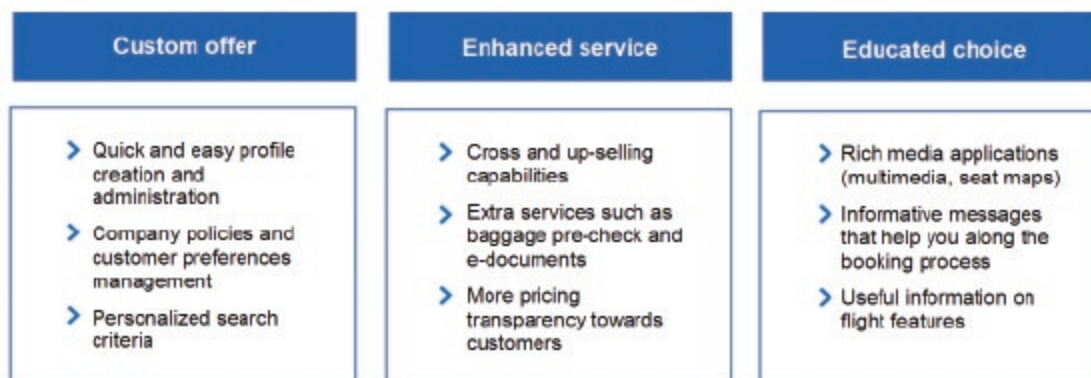 Custom offer
Quick and easy profile
creation and
administration
Company policies and
customer preferences
management
Personalized search
criteria
Enhanced service
Cross and up-selling
capabilities
Extra services such as
baggage pre-check and
e-documents
More pricing
transparency towards
customers
Educated choice
Rich media applications
(multimedia, seat maps)
Informative messages
that help you along the
booking process
Useful information on
flight features